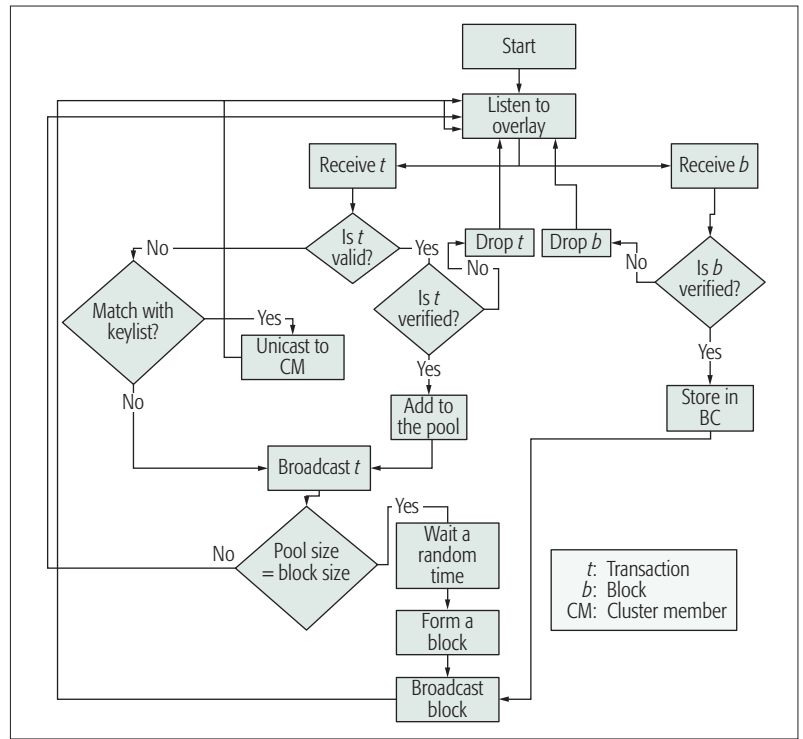 Start
Listen to
overlay
Receive t
Receive b
Is t
valid?
No
Yes
Drop t
Drop b
No
No
Is t
verified?
Is b
verified?
Match with
keylist?
Yes
Unicast to
CM
Yes
Yes
No
Add to
the pool
Store in
BC
Broadcast t
Yes
Pool size
= block size
No
Wait a
random
time
t: Transaction
b: Block
CM: Cluster member
Form a
block
Broadcast
block